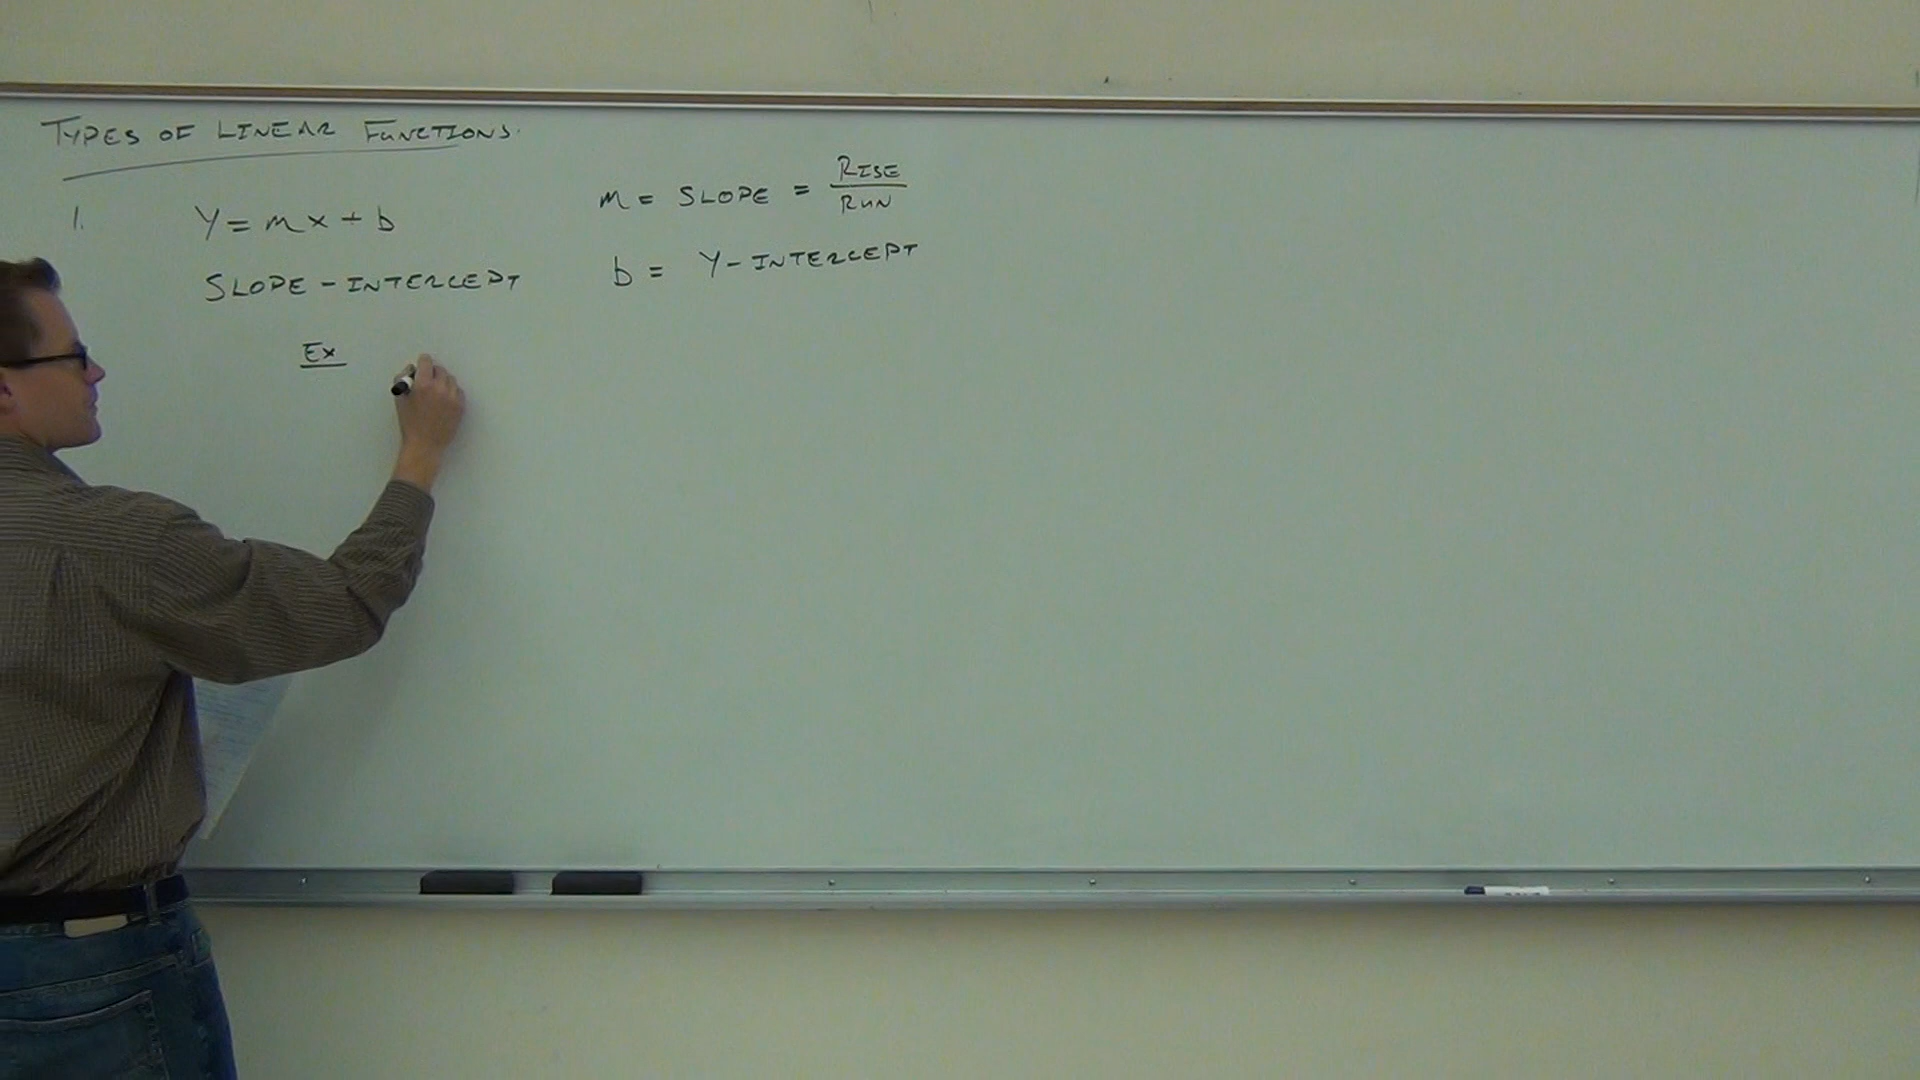 TYPES OF LINEAR FUNCTIONS.
1. Y = mx + b
SLOPE - INTERCEPT
m = SLOPE = RISE
RUN
b = Y - INTERCEPT
Ex